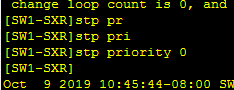 change loop count is 0, and
[SW1-SXR]stp pr
[SW1-SXR]stp pri
[SW1-SXR]stp priority 0
[SW1-SXR]
Oct  9 2019 10:45:44-08:00 SW